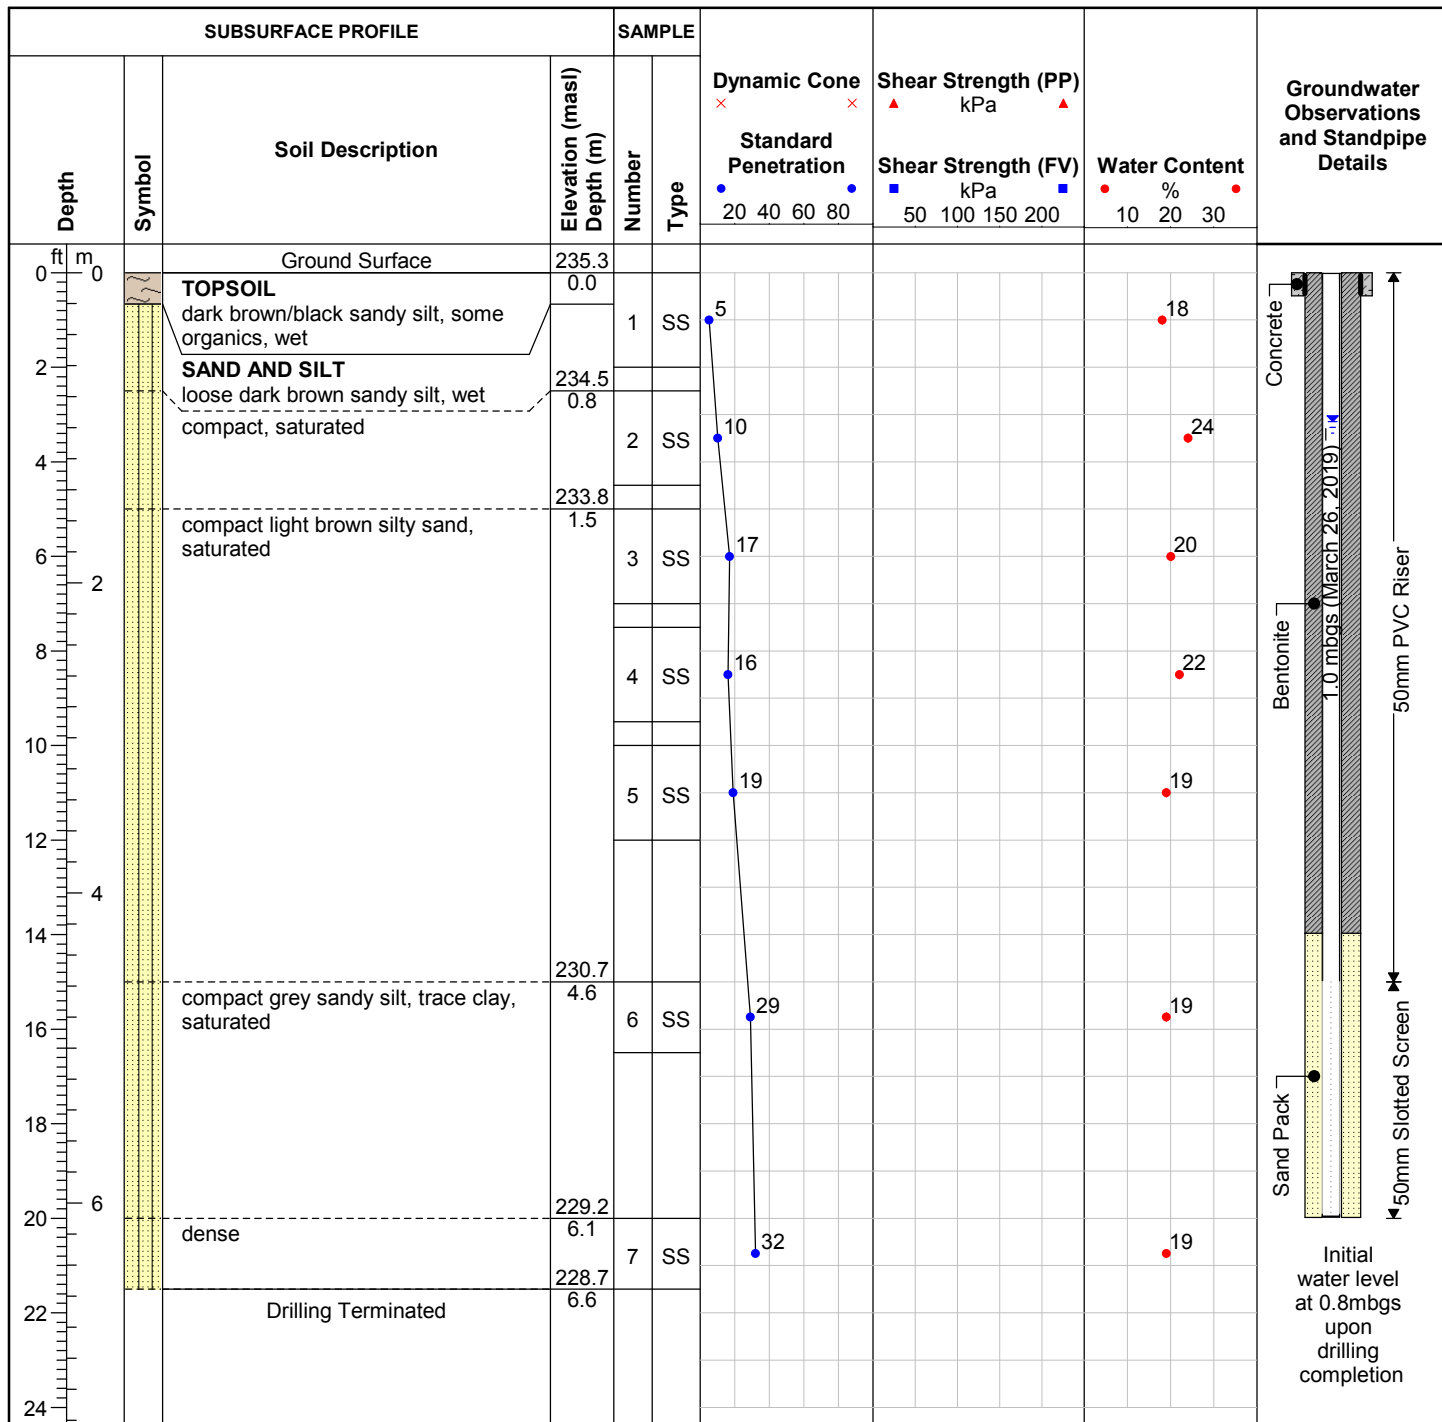 SUBSURFACE PROFILE
SAMPLE
Depth
Symbol
Soil Description
Elevation (masl)
Depth (m)
Number
Type
Dynamic Cone
Standard
Penetration
20 40 60 80
Shear Strength (PP)
kPa
Shear Strength (FV)
kPa
50 100 150 200
Water Content
%
10 20 30
Groundwater
Observations
and Standpipe
Details
ft m
0 0
2
4
6
2
8
10
12
4
14
16
18
6
20
22
24
Ground Surface
235.3
0.0
TOPSOIL
dark brown/black sandy silt, some
organics, wet
SAND AND SILT
loose dark brown sandy silt, wet
234.5
0.8
compact, saturated
233.8
1.5
compact light brown silty sand,
saturated
230.7
4.6
compact grey sandy silt, trace clay,
saturated
229.2
6.1
dense
228.7
6.6
Drilling Terminated
1 SS 5 18
2 SS 10 24
3 SS 17 20
4 SS 16 22
5 SS 19 19
6 SS 29 19
7 SS 32 19
Concrete
Bentonite
Sand Pack
1.0 mbgs (March 26, 2019)
50mm PVC Riser
50mm Slotted Screen
Initial
water level
at 0.8mbgs
upon
drilling
completion